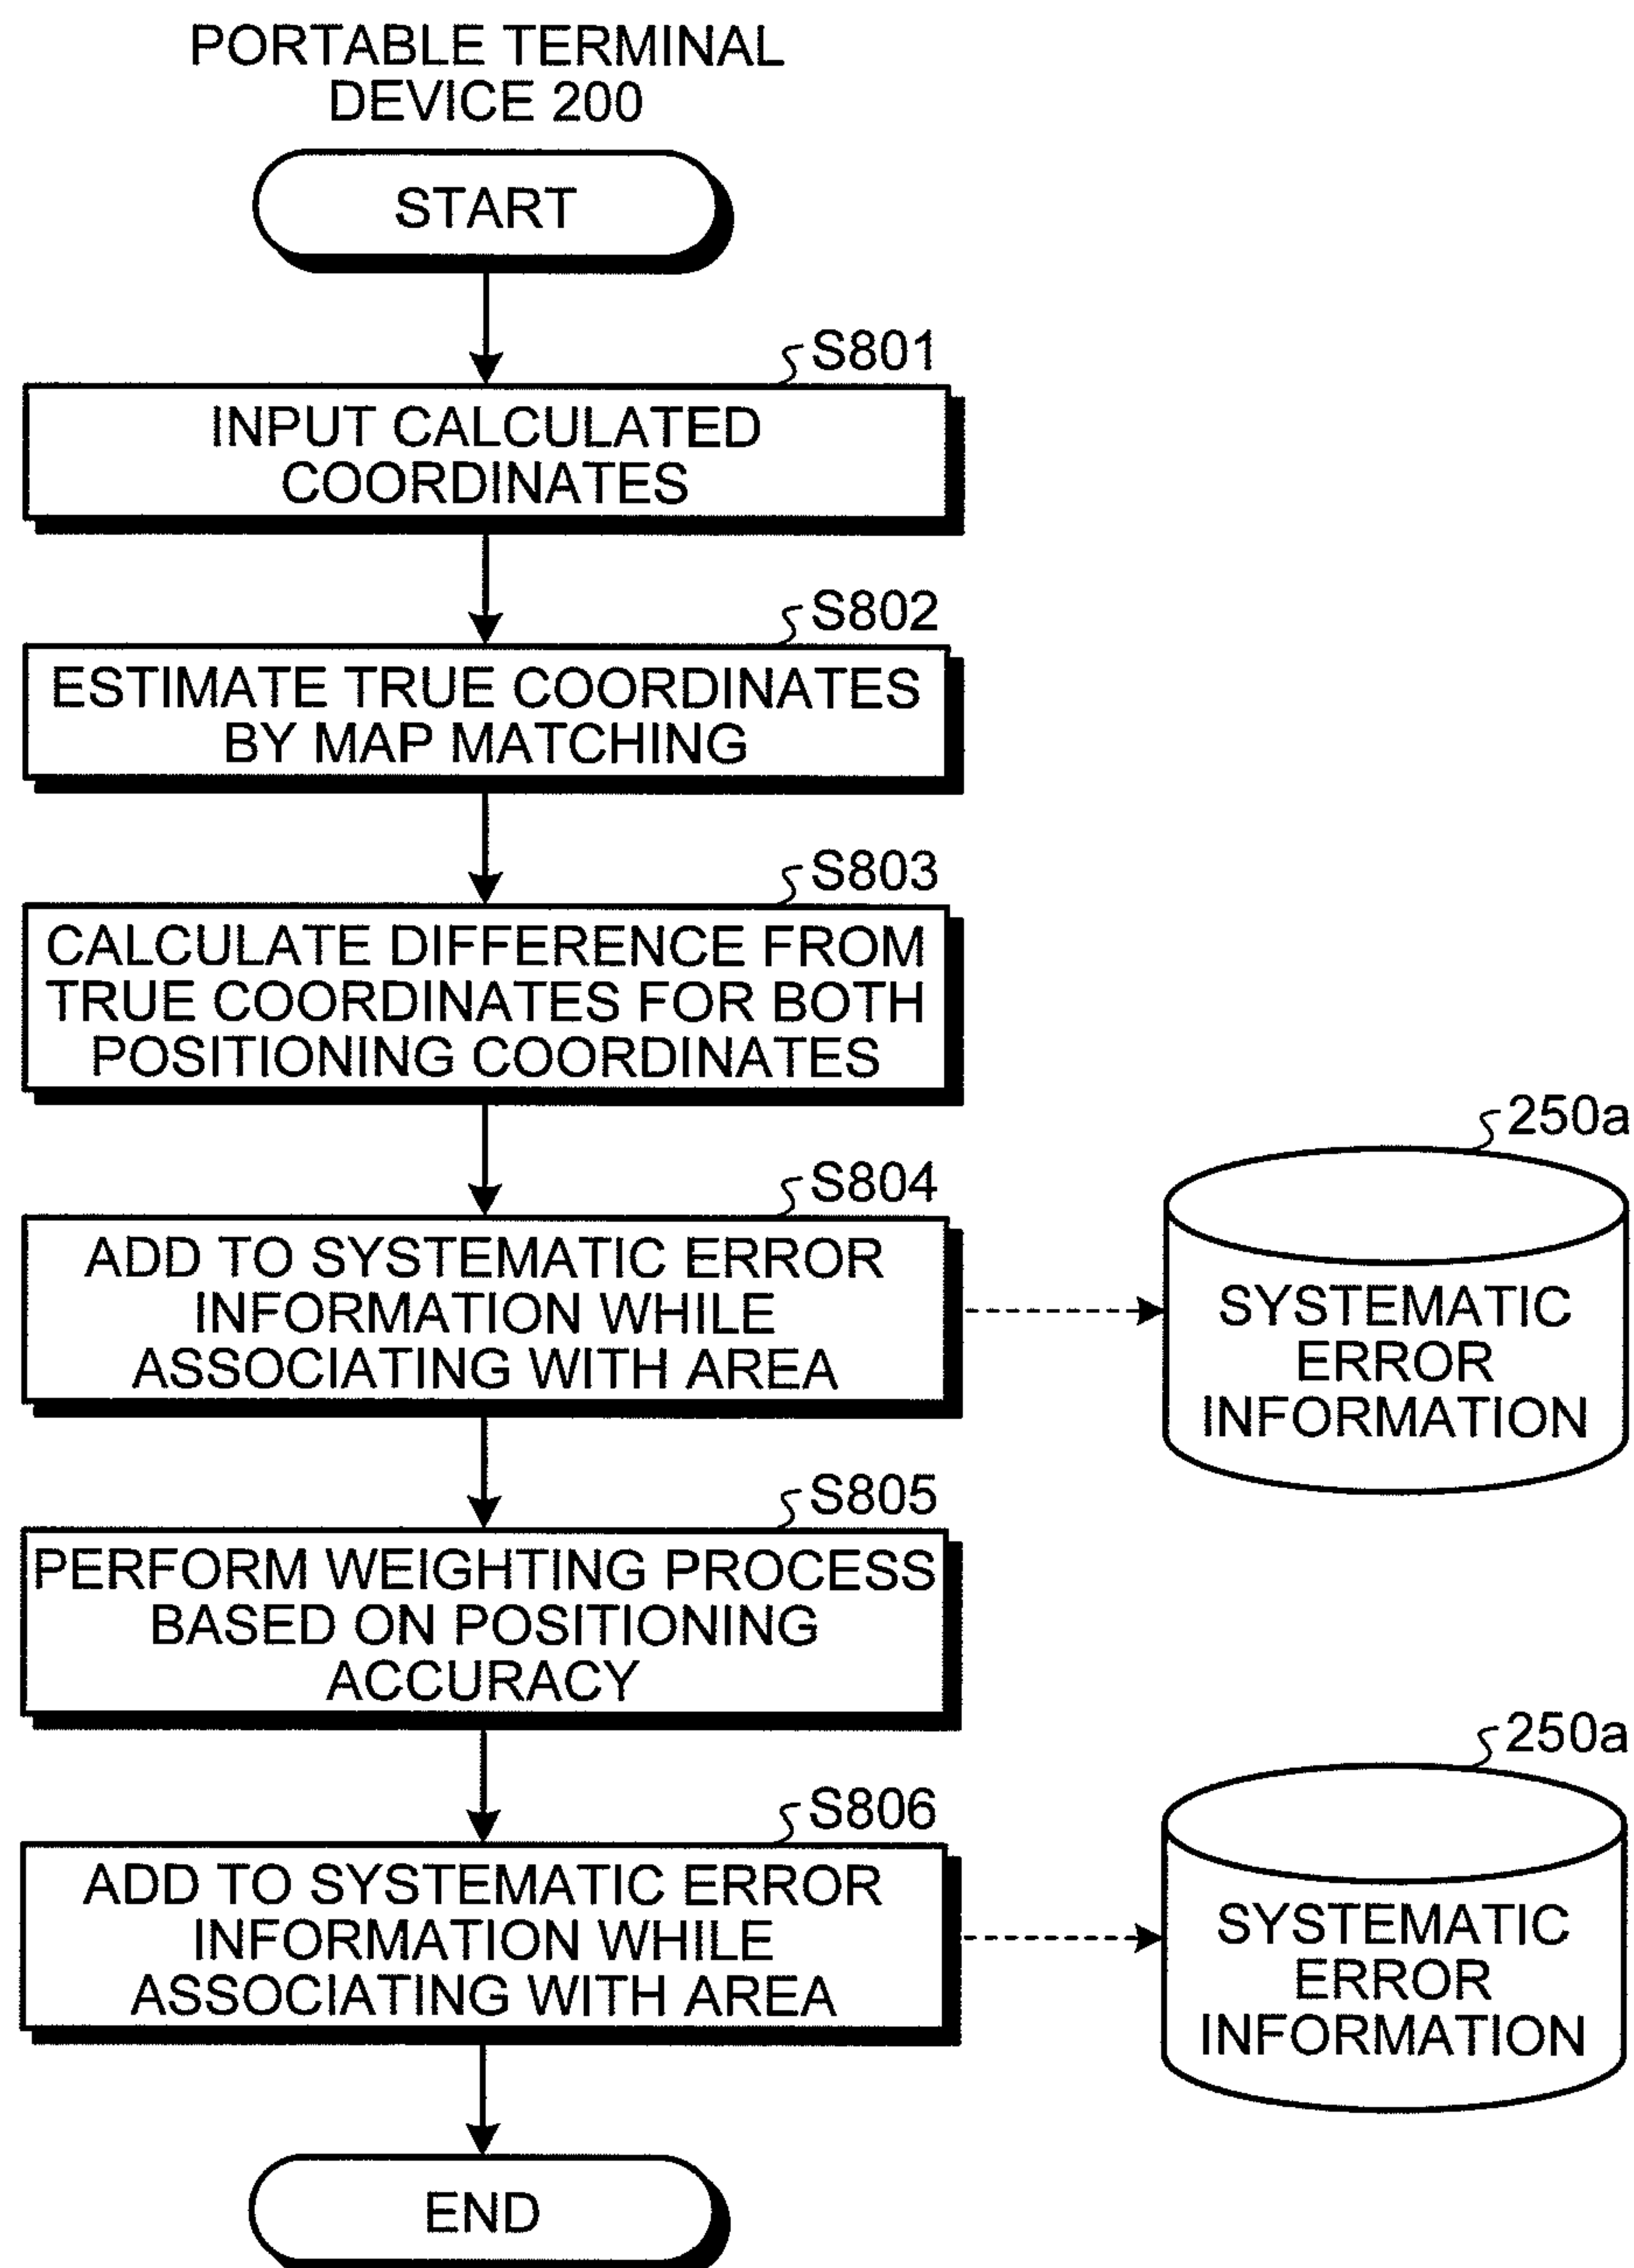 PORTABLE TERMINAL
DEVICE 200
START
S801
INPUT CALCULATED
COORDINATES
S802
ESTIMATE TRUE COORDINATES
BY MAP MATCHING
S803
CALCULATE DIFFERENCE FROM
TRUE COORDINATES FOR BOTH
POSITIONING COORDINATES
S804
ADD TO SYSTEMATIC ERROR
INFORMATION WHILE
ASSOCIATING WITH AREA
250a
SYSTEMATIC
ERROR
INFORMATION
S805
PERFORM WEIGHTING PROCESS
BASED ON POSITIONING
ACCURACY
S806
ADD TO SYSTEMATIC ERROR
INFORMATION WHILE
ASSOCIATING WITH AREA
250a
SYSTEMATIC
ERROR
INFORMATION
END